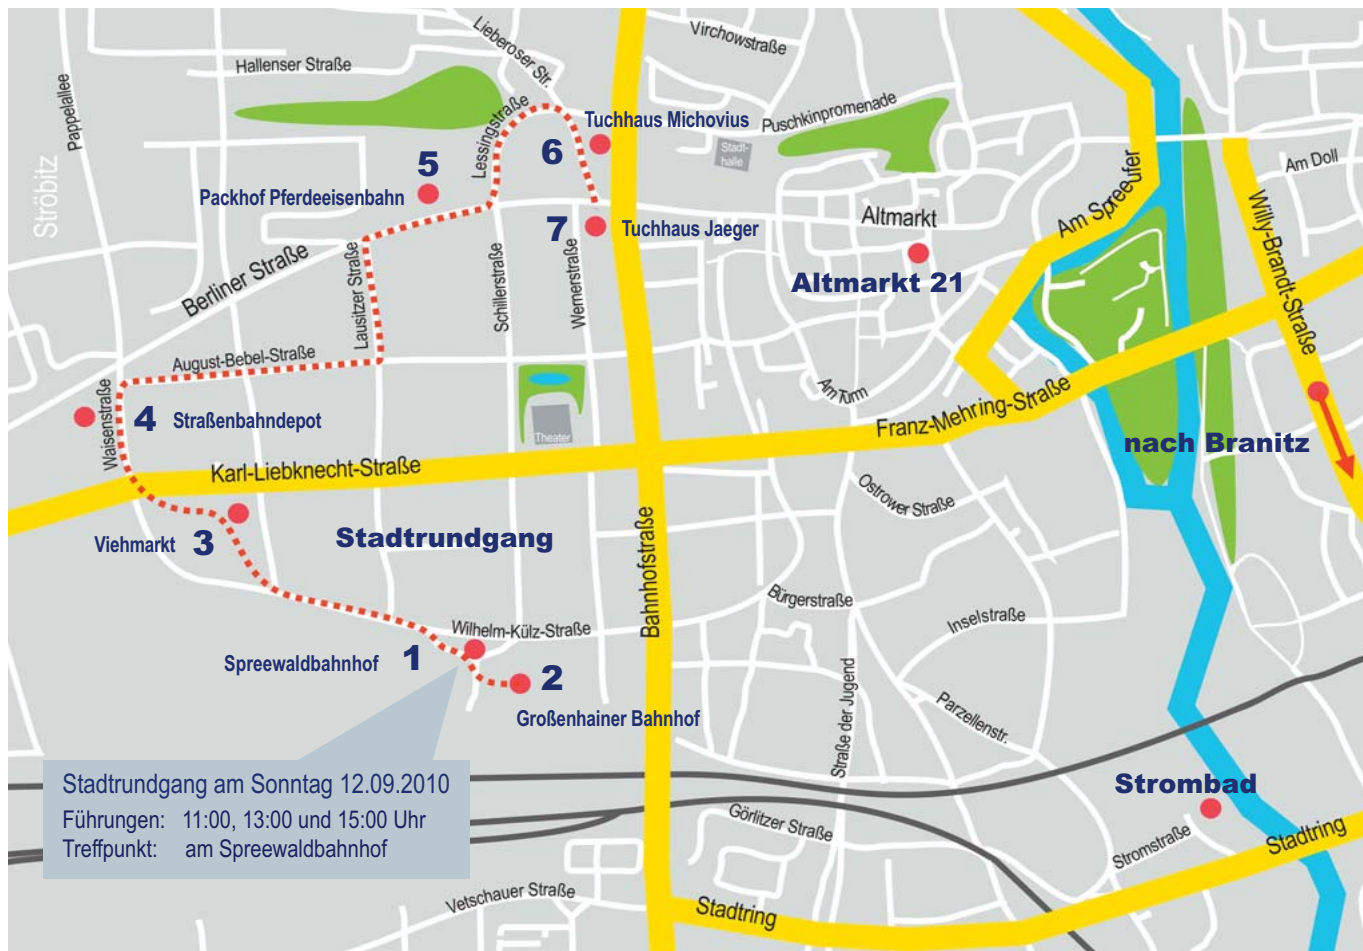 Virchowstraße
Lieberoser Str.
Hallenser Straße
Pappelallee
Ströbitz
Lessingstraße
Puschkinpromenade
Tuchhaus Michovius
Stadt-
halle
6
5
Packhof Pferdeeisenbahn
Am Doll
Am Spreeufer
Willy-Brandt-Straße
Altmarkt
7
Tuchhaus Jaeger
Altmarkt 21
Berliner Straße
Lausitzer Straße
Schillerstraße
Wernerstraße
August-Bebel-Straße
Am Turm
Waisenstraße
4
Straßenbahndepot
Theater
Franz-Mehring-Straße
nach Branitz
Karl-Liebknecht-Straße
Ostrower Straße
Viehmarkt
3
Stadtrundgang
Bahnhofstraße
Bürgerstraße
Inselstraße
Wilhelm-Külz-Straße
Spreewaldbahnhof
1
2
Großenhainer Bahnhof
Straße der Jugend
Parzellenstr.
Stadtrundgang am Sonntag 12.09.2010
Führungen: 11:00, 13:00 und 15:00 Uhr
Treffpunkt: am Spreewaldbahnhof
Strombad
Görlitzer Straße
Stromstraße
Stadtring
Vetschauer Straße
Stadtring